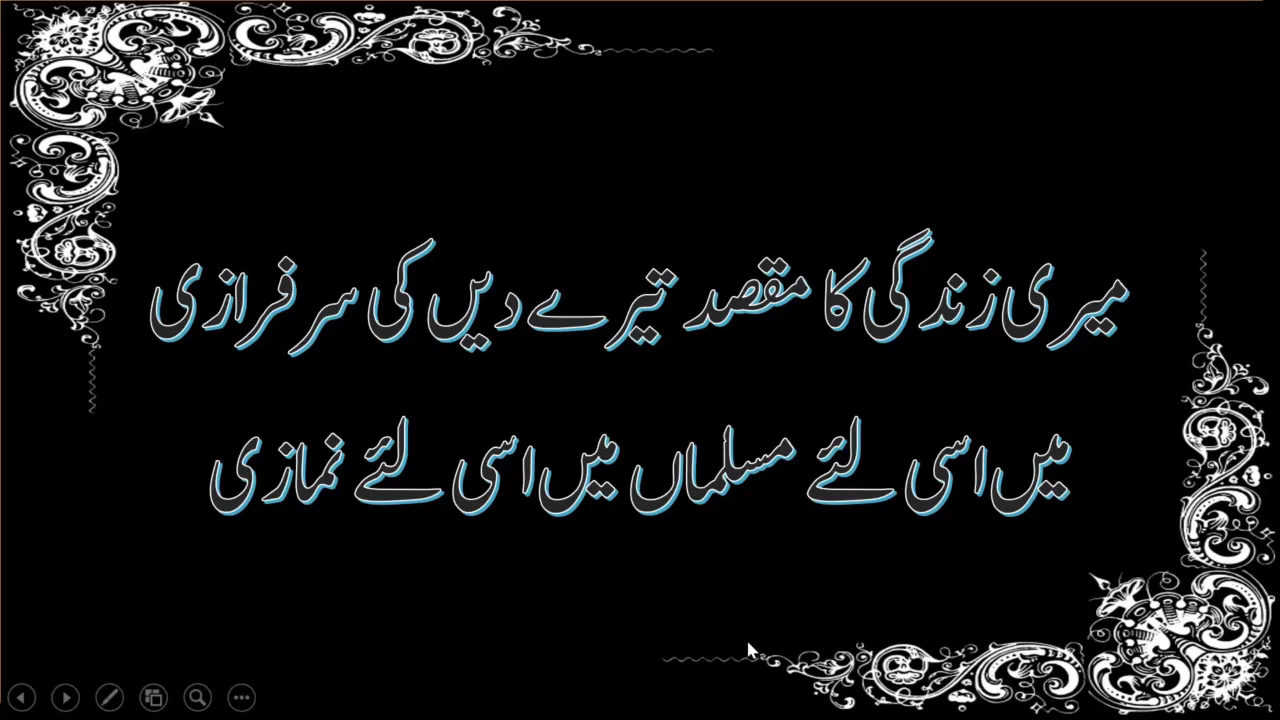 میری زندگی کا مقصد تیرے دیں کی سرفرازی
میں اسی لئے مسلماں میں اسی لئے نمازی